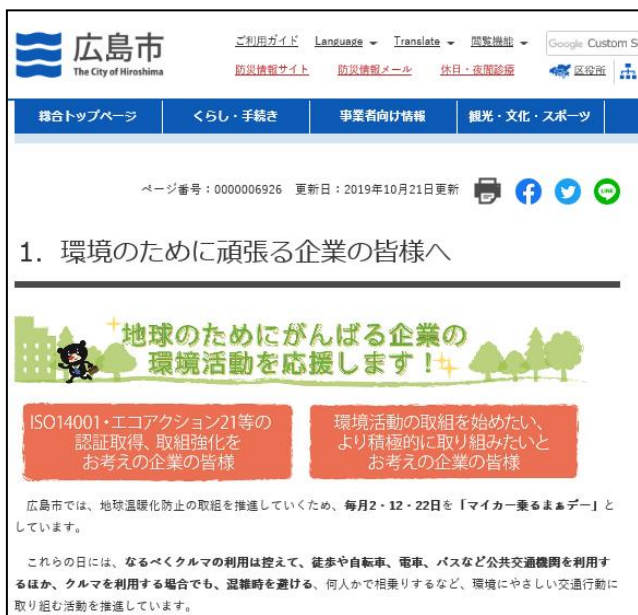 広島市
The City of Hiroshima
ご利用ガイド Language Translate 閲覧機能
Google Custom S
防災情報サイト 防災情報メール 休日・夜間診療 区役所
総合トップページ くらし・手続き 事業者向け情報 観光・文化・スポーツ
ページ番号：0000006926 更新日：2019年10月21日更新
1．環境のために頑張る企業の皆様へ
地球のためにがんばる企業の
環境活動を応援します！
ISO14001・エコアクション21等の
認証取得、取組強化を
お考えの企業の皆様
環境活動の取組を始めたい、
より積極的に取り組みたいと
お考えの企業の皆様
広島市では、地球温暖化防止の取組を推進していくため、毎月2・12・22日を「マイカー乗るまぁデー」と
しています。
これらの日には、なるべくクルマの利用は控えて、徒歩や自転車、電車、バスなど公共交通機関を利用す
るほか、クルマを利用する場合でも、混雑時を避ける、何人かで相乗りするなど、環境にやさしい交通行動に
取り組む活動を推進しています。